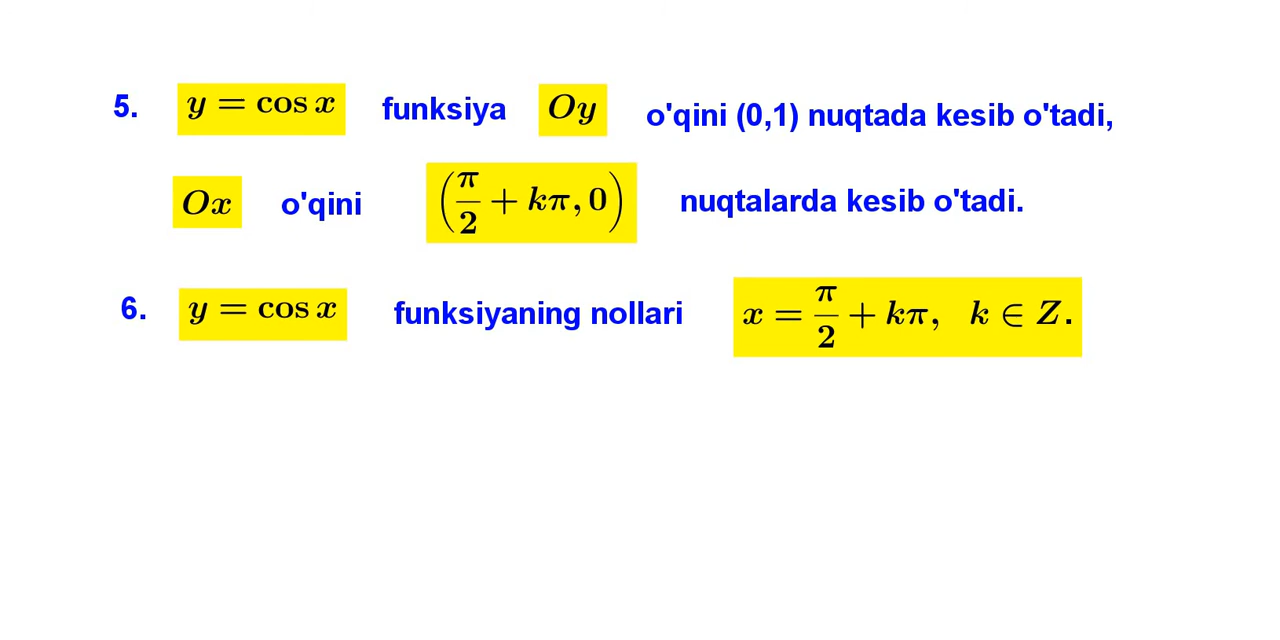 5. y = cos x funksiya Oy o'qini (0,1) nuqtada kesib o'tadi,
Ox o'qini (π/2 + kπ, 0) nuqtalarda kesib o'tadi.
6. y = cos x funksiyaning nollari x = π/2 + kπ, k ∈ Z.